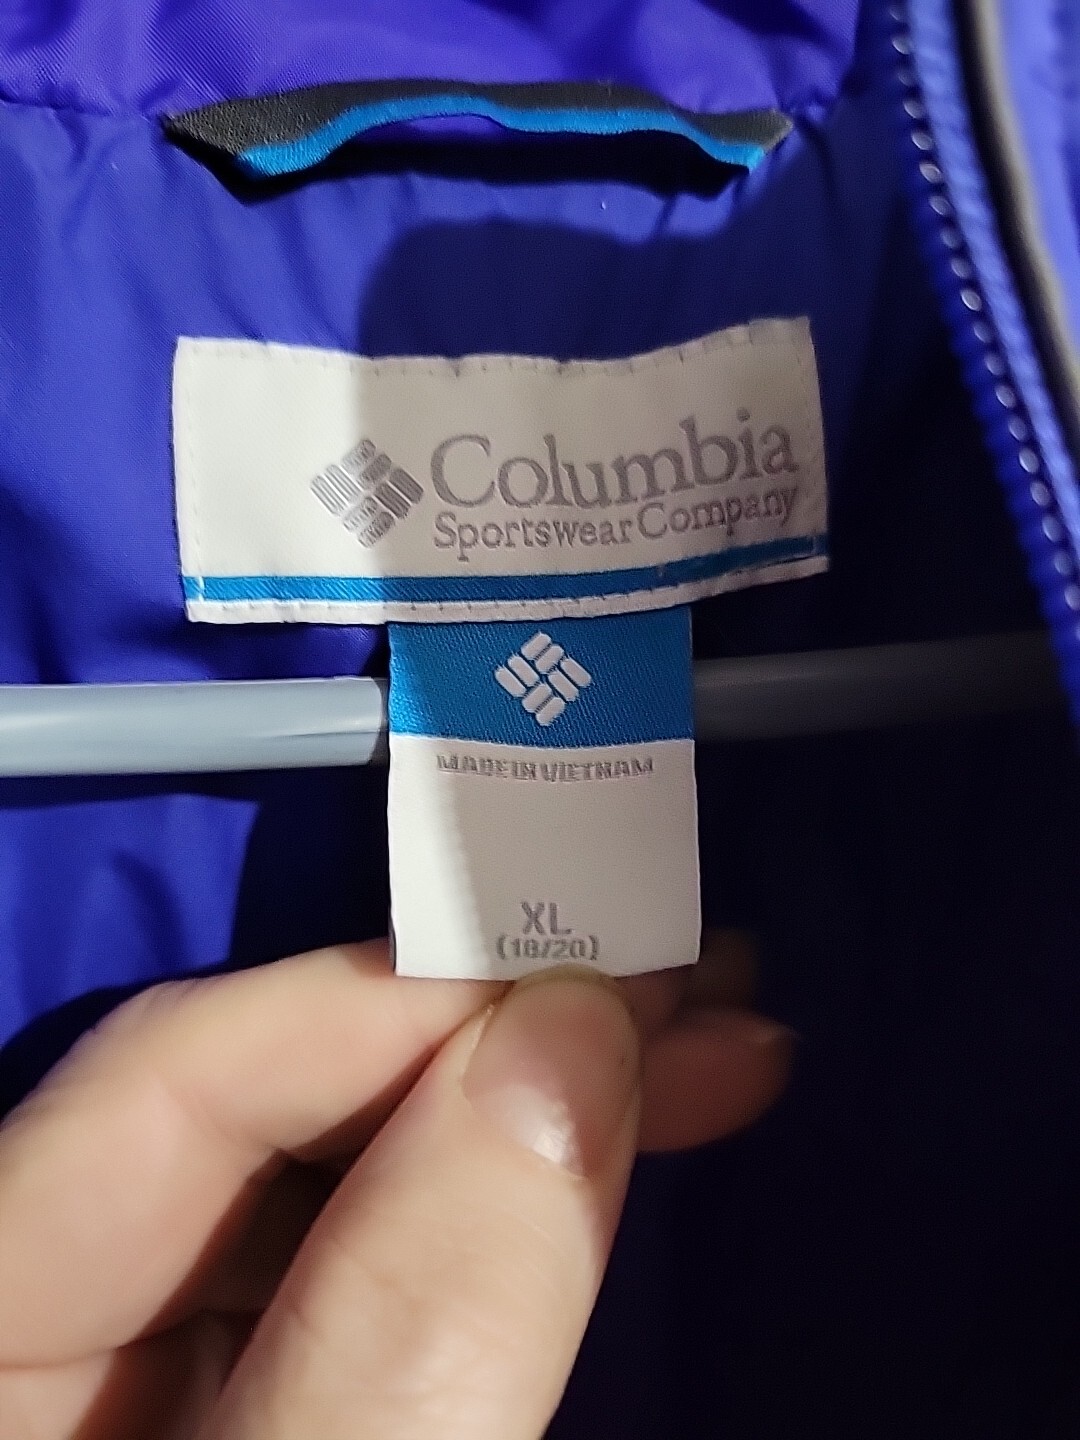 Columbia
Sportswear Company
MADE IN VIETNAM
XL
(18/20)